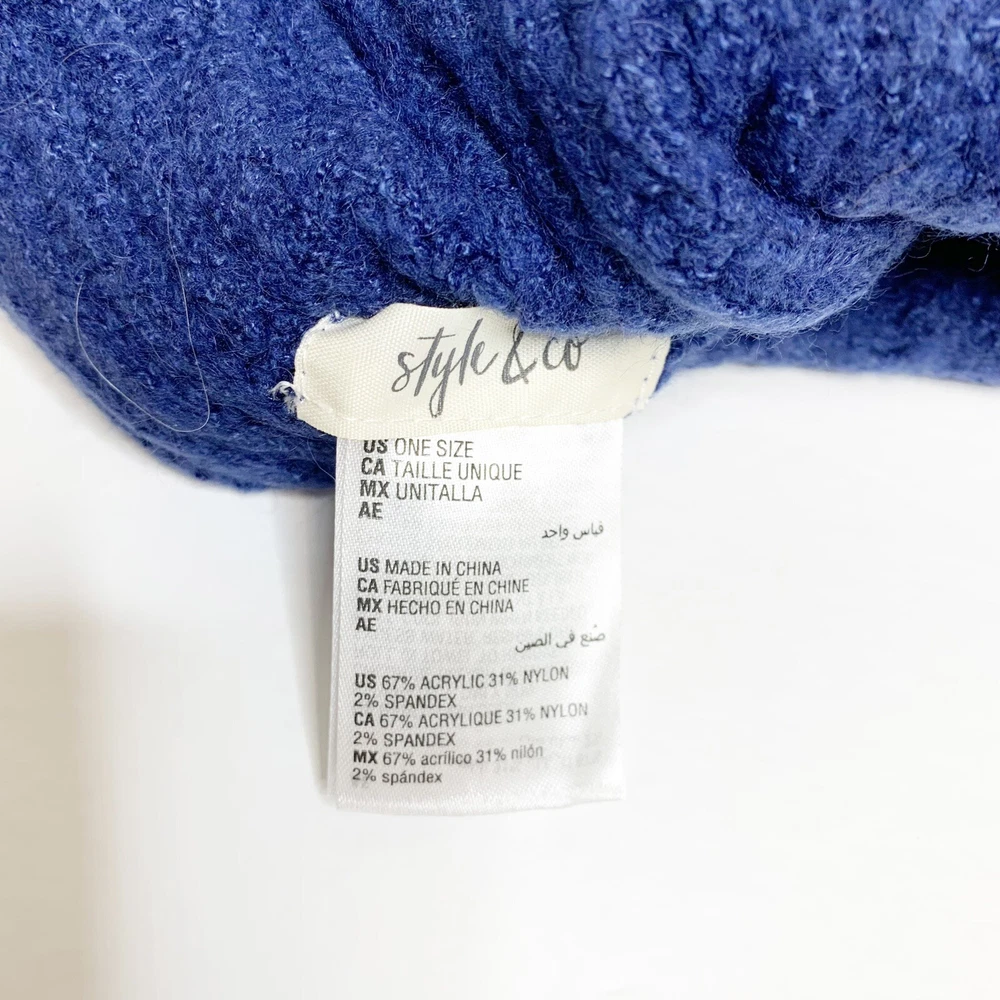 style & co
US ONE SIZE
CA TAILLE UNIQUE
MX UNITALLA
AE
قياس واحد
US MADE IN CHINA
CA FABRIQUÉ EN CHINE
MX HECHO EN CHINA
AE
صُنع في الصين
US 67% ACRYLIC 31% NYLON
2% SPANDEX
CA 67% ACRYLIQUE 31% NYLON
2% SPANDEX
MX 67% acrílico 31% nilón
2% spándex